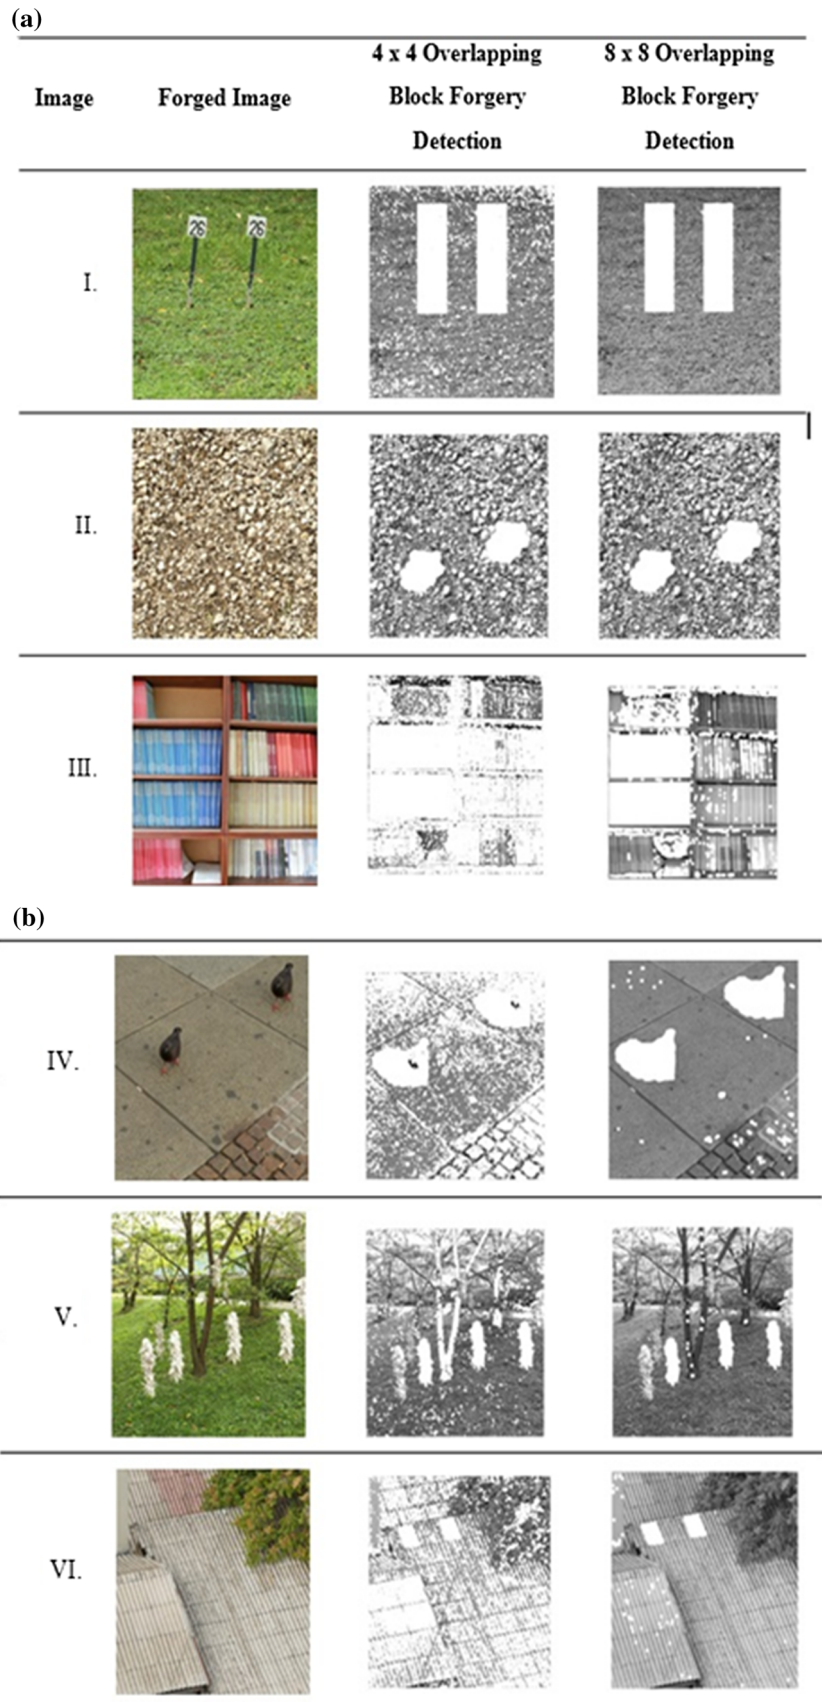 (a)
Image
Forged Image
4 x 4 Overlapping
Block Forgery
Detection
8 x 8 Overlapping
Block Forgery
Detection
I.
26
26
II.
III.
(b)
IV.
V.
VI.